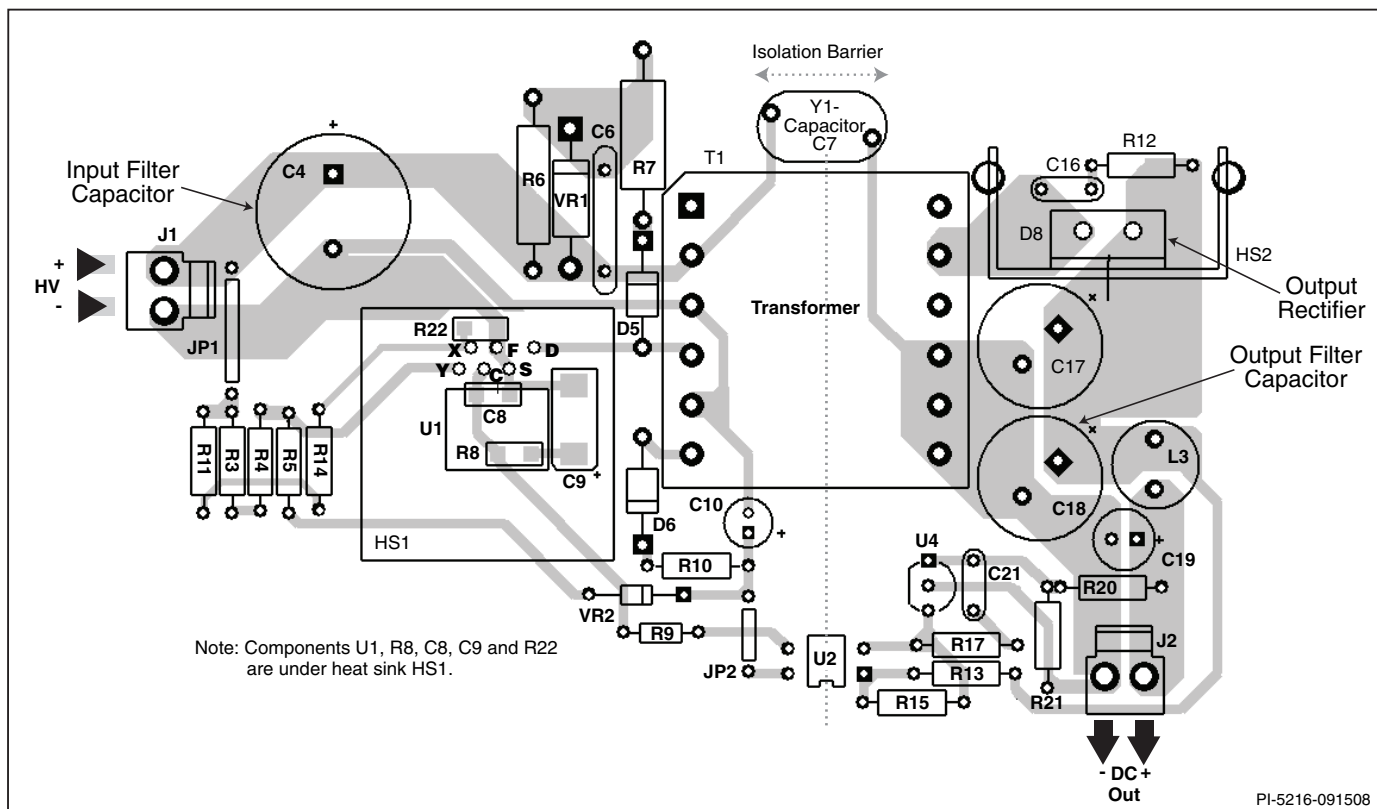 Isolation Barrier
Y1-
Capacitor
C7
+
C4
Input Filter
Capacitor
C6
R7
T1
R12
C16
R6
VR1
J1
D8
HS2
+
HV
-
Output
Rectifier
Transformer
D5
R22
JP1
X F D
Y C S
Output Filter
Capacitor
C17
C8
U1
R8
R11
R3
R4
R5
R14
C9
+
L3
C10
+
C18
D6
HS1
U4
C21
+
C19
R10
R20
VR2
R9
J2
Note: Components U1, R8, C8, C9 and R22
are under heat sink HS1.
JP2
U2
R17
R13
R21
R15
- DC +
Out
PI-5216-091508